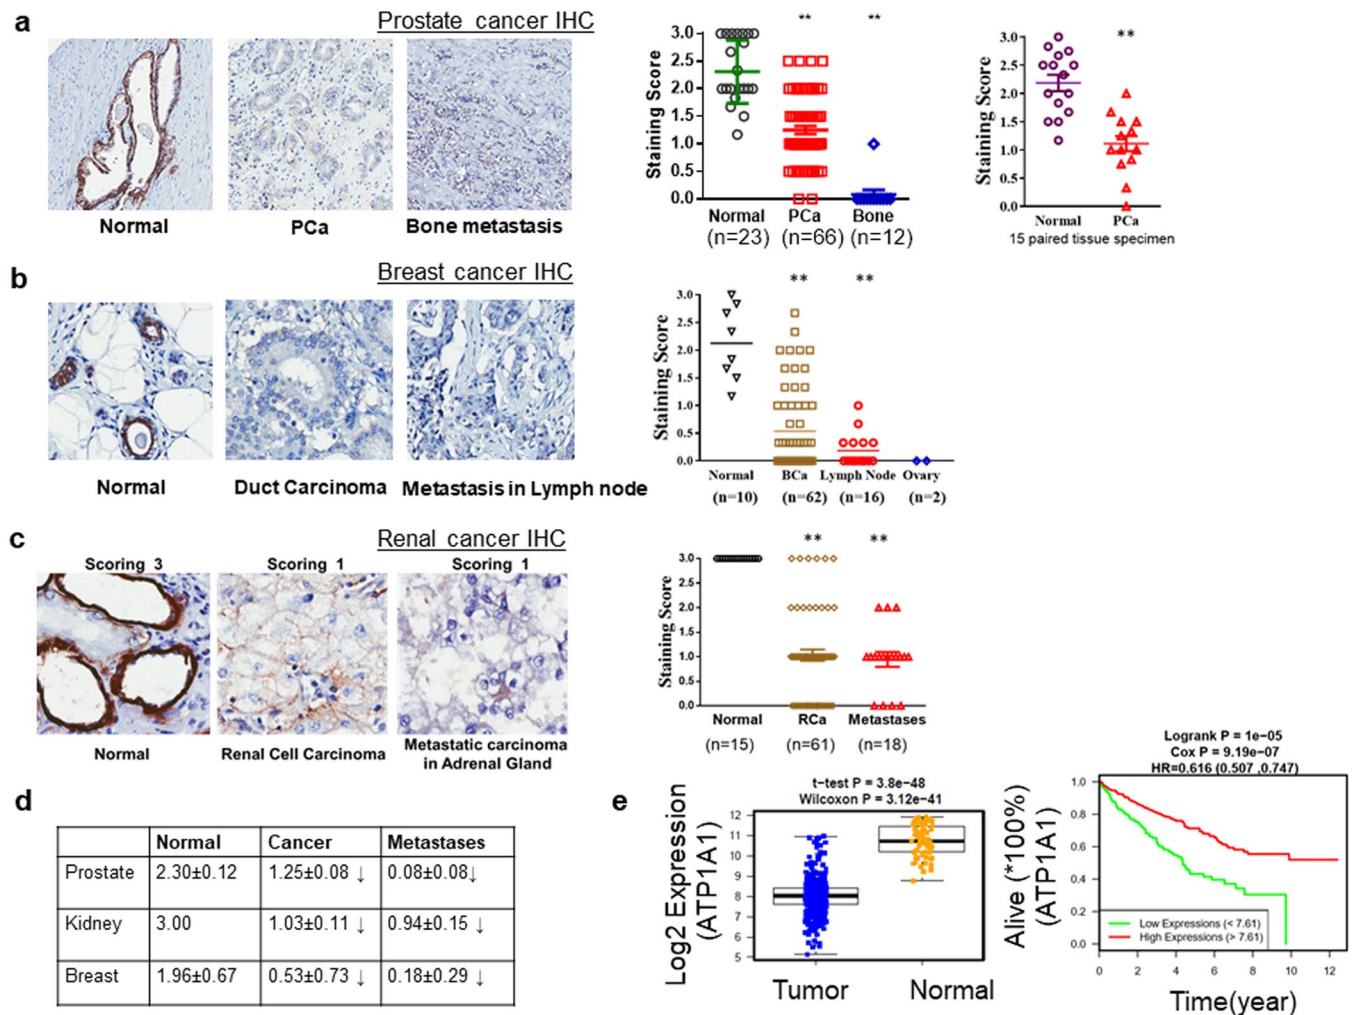 a
Prostate cancer IHC
Normal
PCa
Bone metastasis
Staining Score
3.0
2.5
2.0
1.5
1.0
0.5
0.0
**
**
Normal
PCa
Bone
(n=23)
(n=66)
(n=12)
Staining Score
3.0
2.5
2.0
1.5
1.0
0.5
0.0
**
Normal
PCa
15 paired tissue specimen
b
Breast cancer IHC
Normal
Duct Carcinoma
Metastasis in Lymph node
Staining Score
3.0
2.5
2.0
1.5
1.0
0.5
0.0
**
**
Normal
BCa
Lymph Node
Ovary
(n=10)
(n=62)
(n=16)
(n=2)
c
Renal cancer IHC
Scoring 3
Scoring 1
Scoring 1
Normal
Renal Cell Carcinoma
Metastatic carcinoma
in Adrenal Gland
Staining Score
3.0
2.5
2.0
1.5
1.0
0.5
0.0
**
**
Normal
RCa
Metastases
(n=15)
(n=61)
(n=18)
d
Normal Cancer Metastases
Prostate 2.30±0.12 1.25±0.08 ↓ 0.08±0.08↓
Kidney 3.00 1.03±0.11 ↓ 0.94±0.15 ↓
Breast 1.96±0.67 0.53±0.73 ↓ 0.18±0.29 ↓
e
t-test P = 3.8e-48
Wilcoxon P = 3.12e-41
Log2 Expression
(ATP1A1)
12
11
10
9
8
7
6
5
Tumor
Normal
Logrank P = 1e-05
Cox P = 9.19e-07
HR=0.616 (0.507 ,0.747)
Alive (*100%)
(ATP1A1)
1.0
0.8
0.6
0.4
0.2
0.0
Low Expressions (< 7.61)
High Expressions (> 7.61)
0 2 4 6 8 10 12
Time(year)